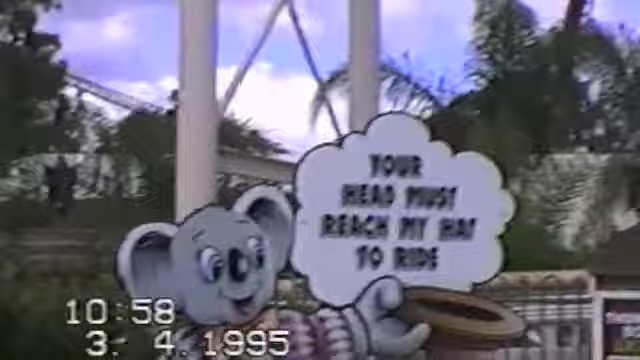 YOUR
HEAD MUST
REACH MY HAT
TO RIDE
10:58
3. 4. 1995